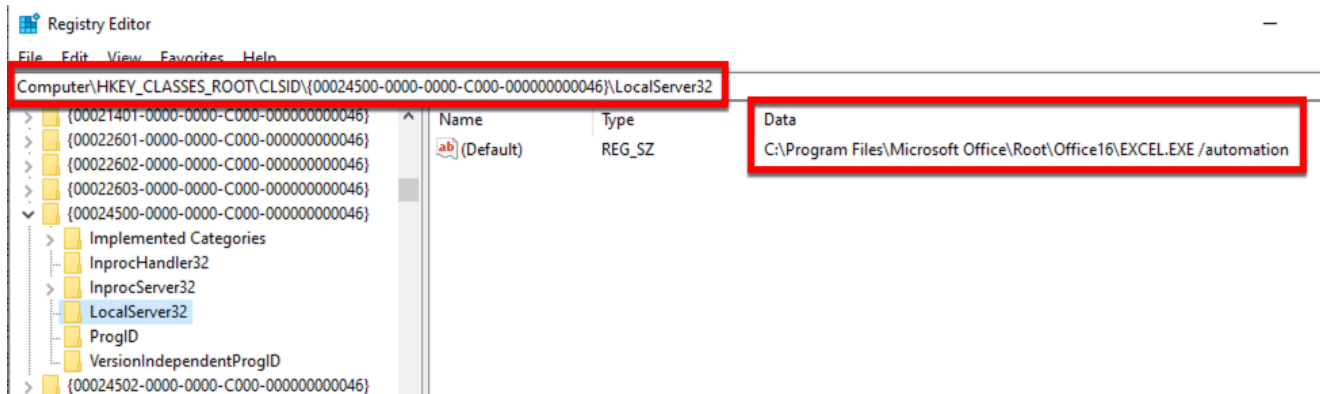 Registry Editor
File Edit View Favorites Help
Computer\HKEY_CLASSES_ROOT\CLSID\{00024500-0000-0000-C000-000000000046}\LocalServer32
{00021401-0000-0000-C000-000000000046}
{00022601-0000-0000-C000-000000000046}
{00022602-0000-0000-C000-000000000046}
{00022603-0000-0000-C000-000000000046}
{00024500-0000-0000-C000-000000000046}
Implemented Categories
InprocHandler32
InprocServer32
LocalServer32
ProgID
VersionIndependentProgID
{00024502-0000-0000-C000-000000000046}
Name Type Data
ab (Default) REG_SZ C:\Program Files\Microsoft Office\Root\Office16\EXCEL.EXE /automation